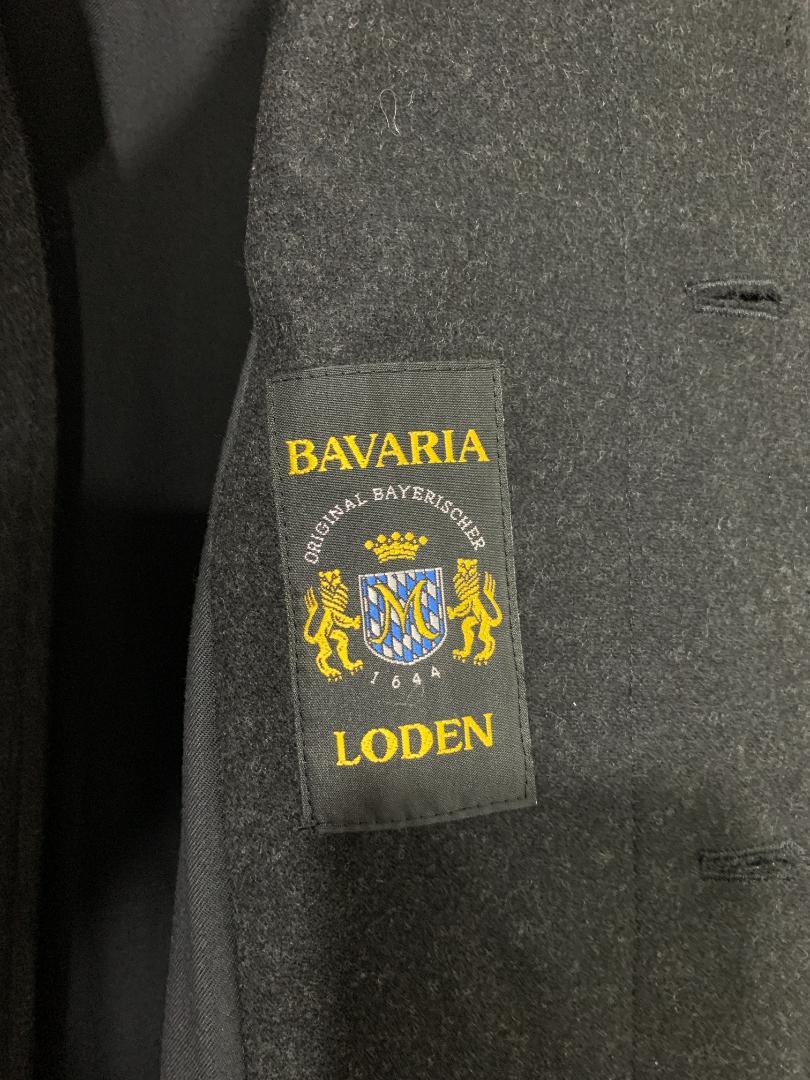 BAVARIA
ORIGINAL BAYERISCHER
M
1644
LODEN